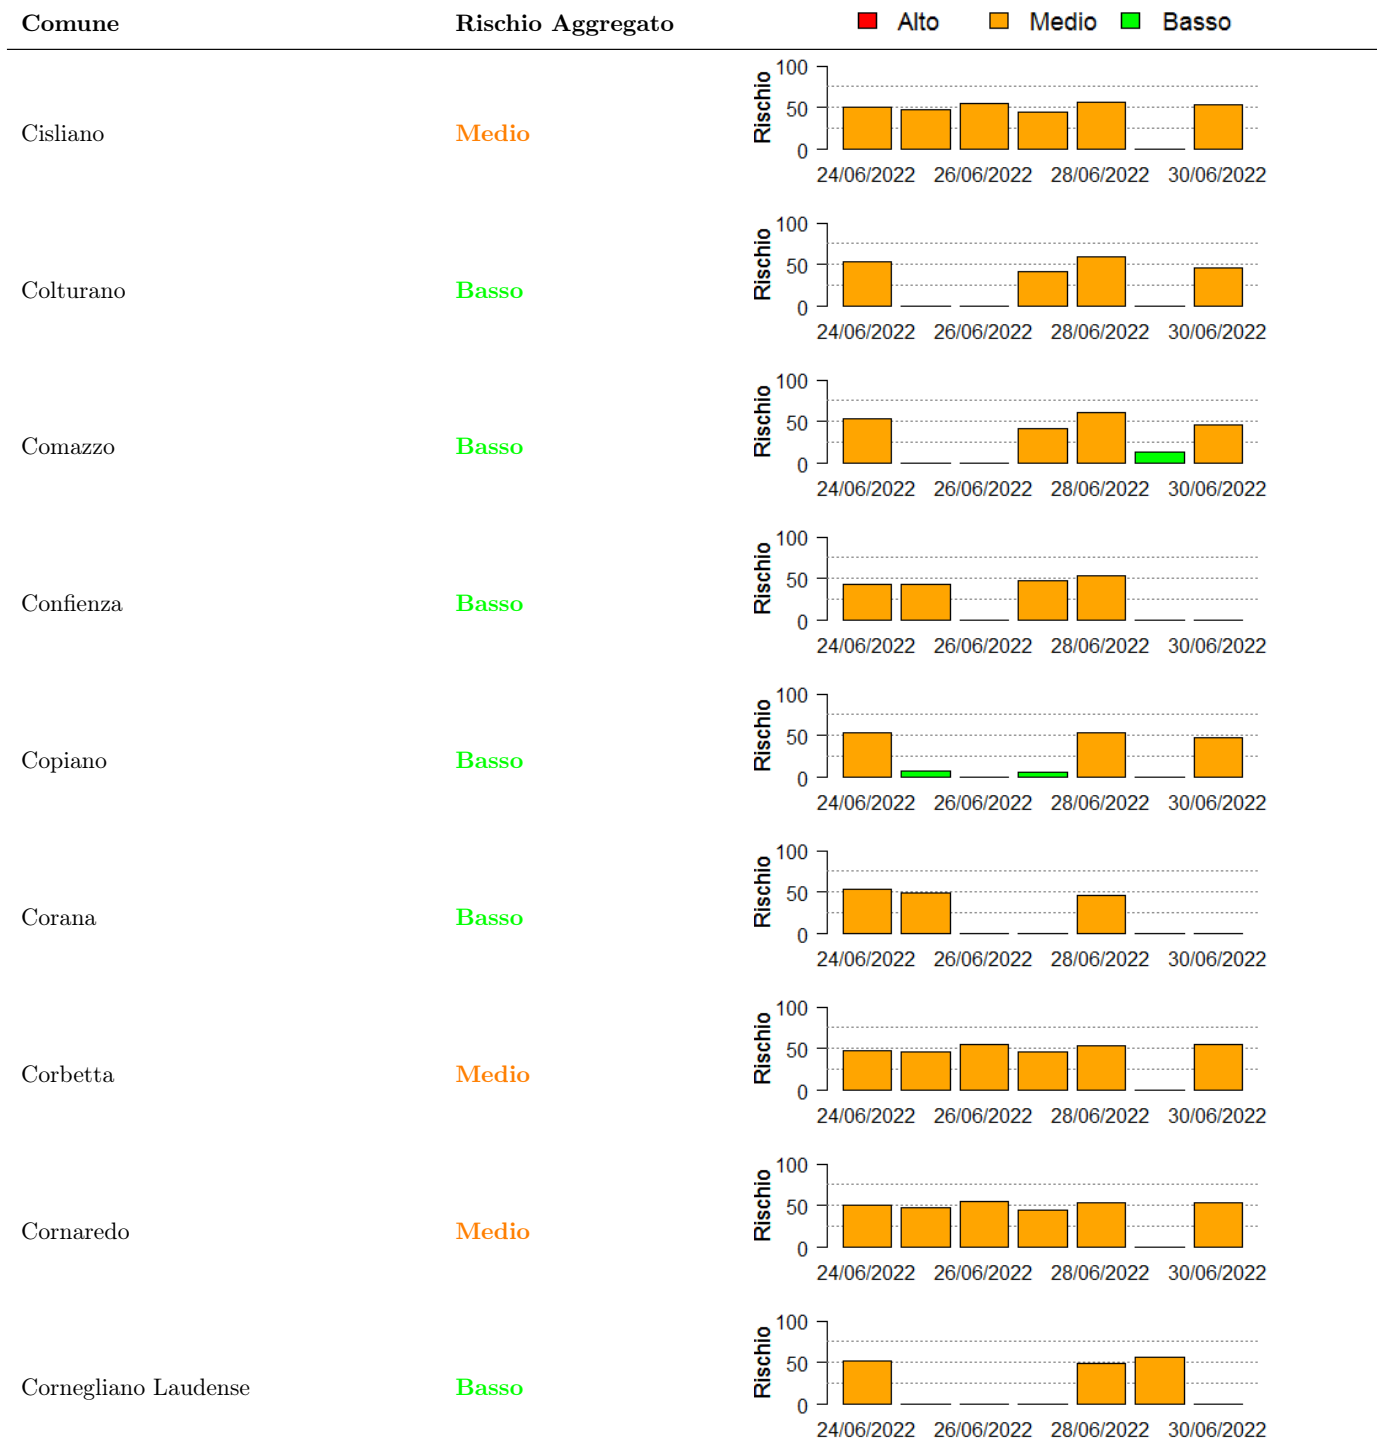 Comune Rischio Aggregato Alto Medio Basso
100
50
0
Rischio
Cisliano Medio
24/06/2022 26/06/2022 28/06/2022 30/06/2022
100
50
0
Rischio
Colturano Basso
24/06/2022 26/06/2022 28/06/2022 30/06/2022
100
50
0
Rischio
Comazzo Basso
24/06/2022 26/06/2022 28/06/2022 30/06/2022
100
50
0
Rischio
Confienza Basso
24/06/2022 26/06/2022 28/06/2022 30/06/2022
100
50
0
Rischio
Copiano Basso
24/06/2022 26/06/2022 28/06/2022 30/06/2022
100
50
0
Rischio
Corana Basso
24/06/2022 26/06/2022 28/06/2022 30/06/2022
100
50
0
Rischio
Corbetta Medio
24/06/2022 26/06/2022 28/06/2022 30/06/2022
100
50
0
Rischio
Cornaredo Medio
24/06/2022 26/06/2022 28/06/2022 30/06/2022
100
50
0
Rischio
Cornegliano Laudense Basso
24/06/2022 26/06/2022 28/06/2022 30/06/2022